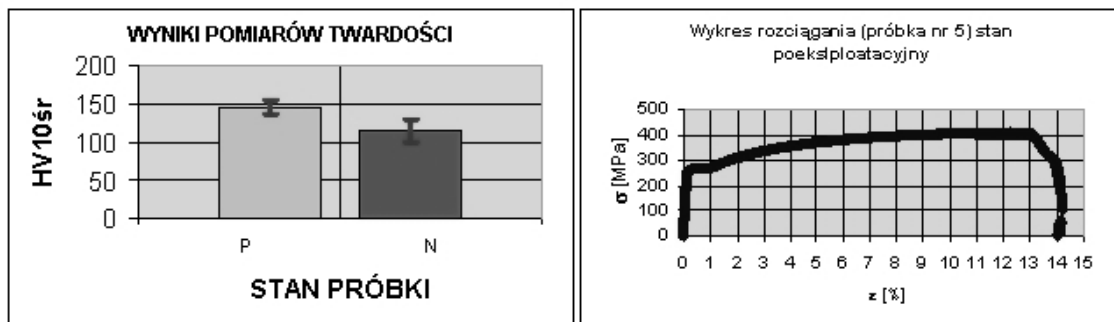 WYNIKI POMIARÓW TWARDOŚCI
200
150
100
50
0
HV10śr
P N
STAN PRÓBKI
Wykres rozciągania (próbka nr 5) stan
poekslploatacyjny
500
400
300
200
100
0
σ [MPa]
0 1 2 3 4 5 6 7 8 9 10 11 12 13 14 15
ε [%]